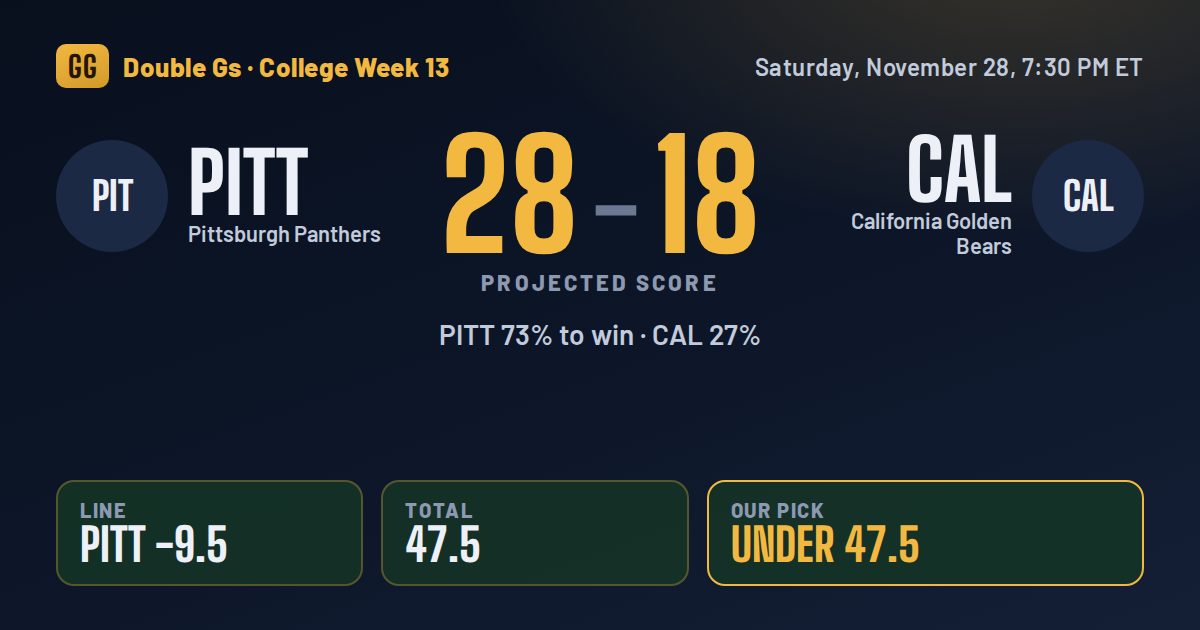 GG Double Gs · College Week 13
Saturday, November 28, 7:30 PM ET
PIT
PITT
Pittsburgh Panthers
28 – 18
PROJECTED SCORE
PITT 73% to win · CAL 27%
CAL
California Golden
Bears
CAL
LINE
PITT −9.5
TOTAL
47.5
OUR PICK
UNDER 47.5